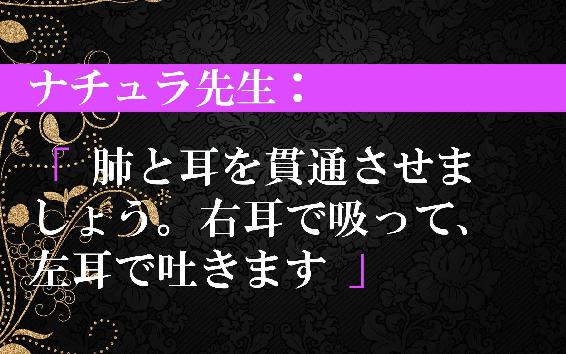 ナチュラ先生：
「 肺と耳を貫通させま
しょう。右耳で吸って、
左耳で吐きます 」